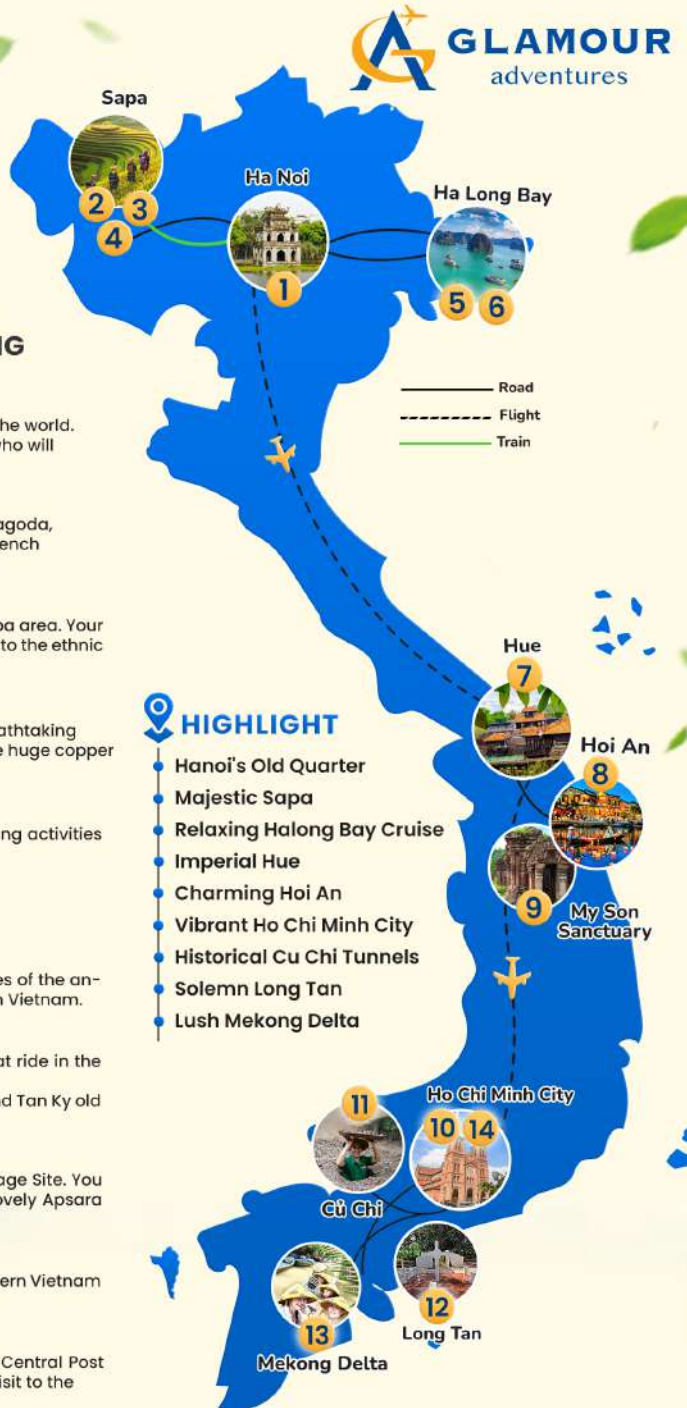 GLAMOUR
adventures
Sapa
2
3
4
Ha Noi
1
Ha Long Bay
5
6
Road
Flight
Train
he world.
ho will
agoda,
ench
pa area. Your
to the ethnic
athtaking
e huge copper
ng activities
es of the an-
n Vietnam.
at ride in the
nd Tan Ky old
age Site. You
ovely Apsara
ern Vietnam
Central Post
isit to the
HIGHLIGHT
Hanoi's Old Quarter
Majestic Sapa
Relaxing Halong Bay Cruise
Imperial Hue
Charming Hoi An
Vibrant Ho Chi Minh City
Historical Cu Chi Tunnels
Solemn Long Tan
Lush Mekong Delta
Hue
7
Hoi An
8
9
My Son
Sanctuary
Ho Chi Minh City
10
14
11
Củ Chi
12
Long Tan
13
Mekong Delta